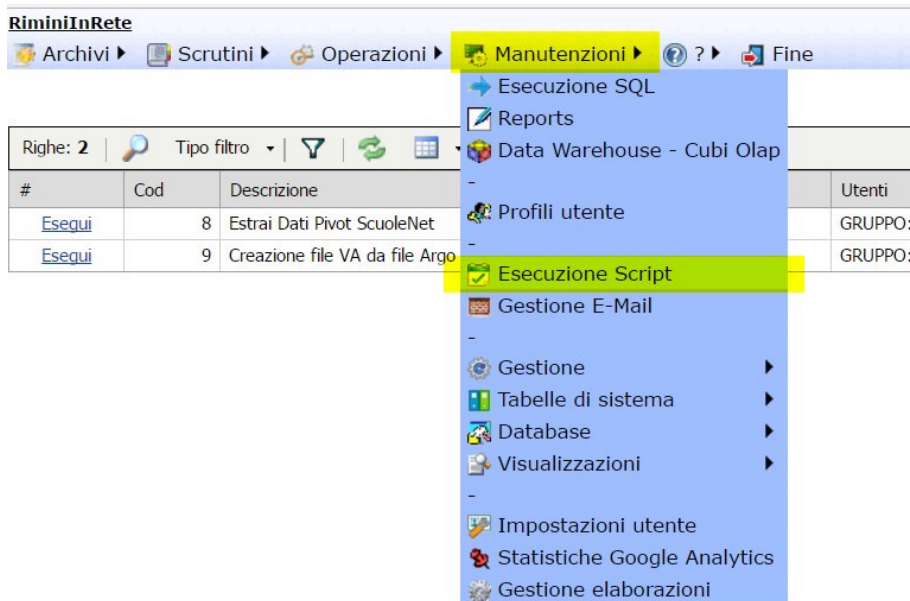 RiminiInRete
Archivi Scrutini Operazioni Manutenzioni ? Fine
Esecuzione SQL
Reports
Data Warehouse - Cubi Olap
-
Profili utente
-
Esecuzione Script
Gestione E-Mail
-
Gestione
Tabelle di sistema
Database
Visualizzazioni
-
Impostazioni utente
Statistiche Google Analytics
Gestione elaborazioni
Righe: 2 Tipo filtro
# Cod Descrizione Utenti
Esegui 8 Estrai Dati Pivot ScuoleNet GRUPPO:
Esegui 9 Creazione file VA da file Argo GRUPPO: